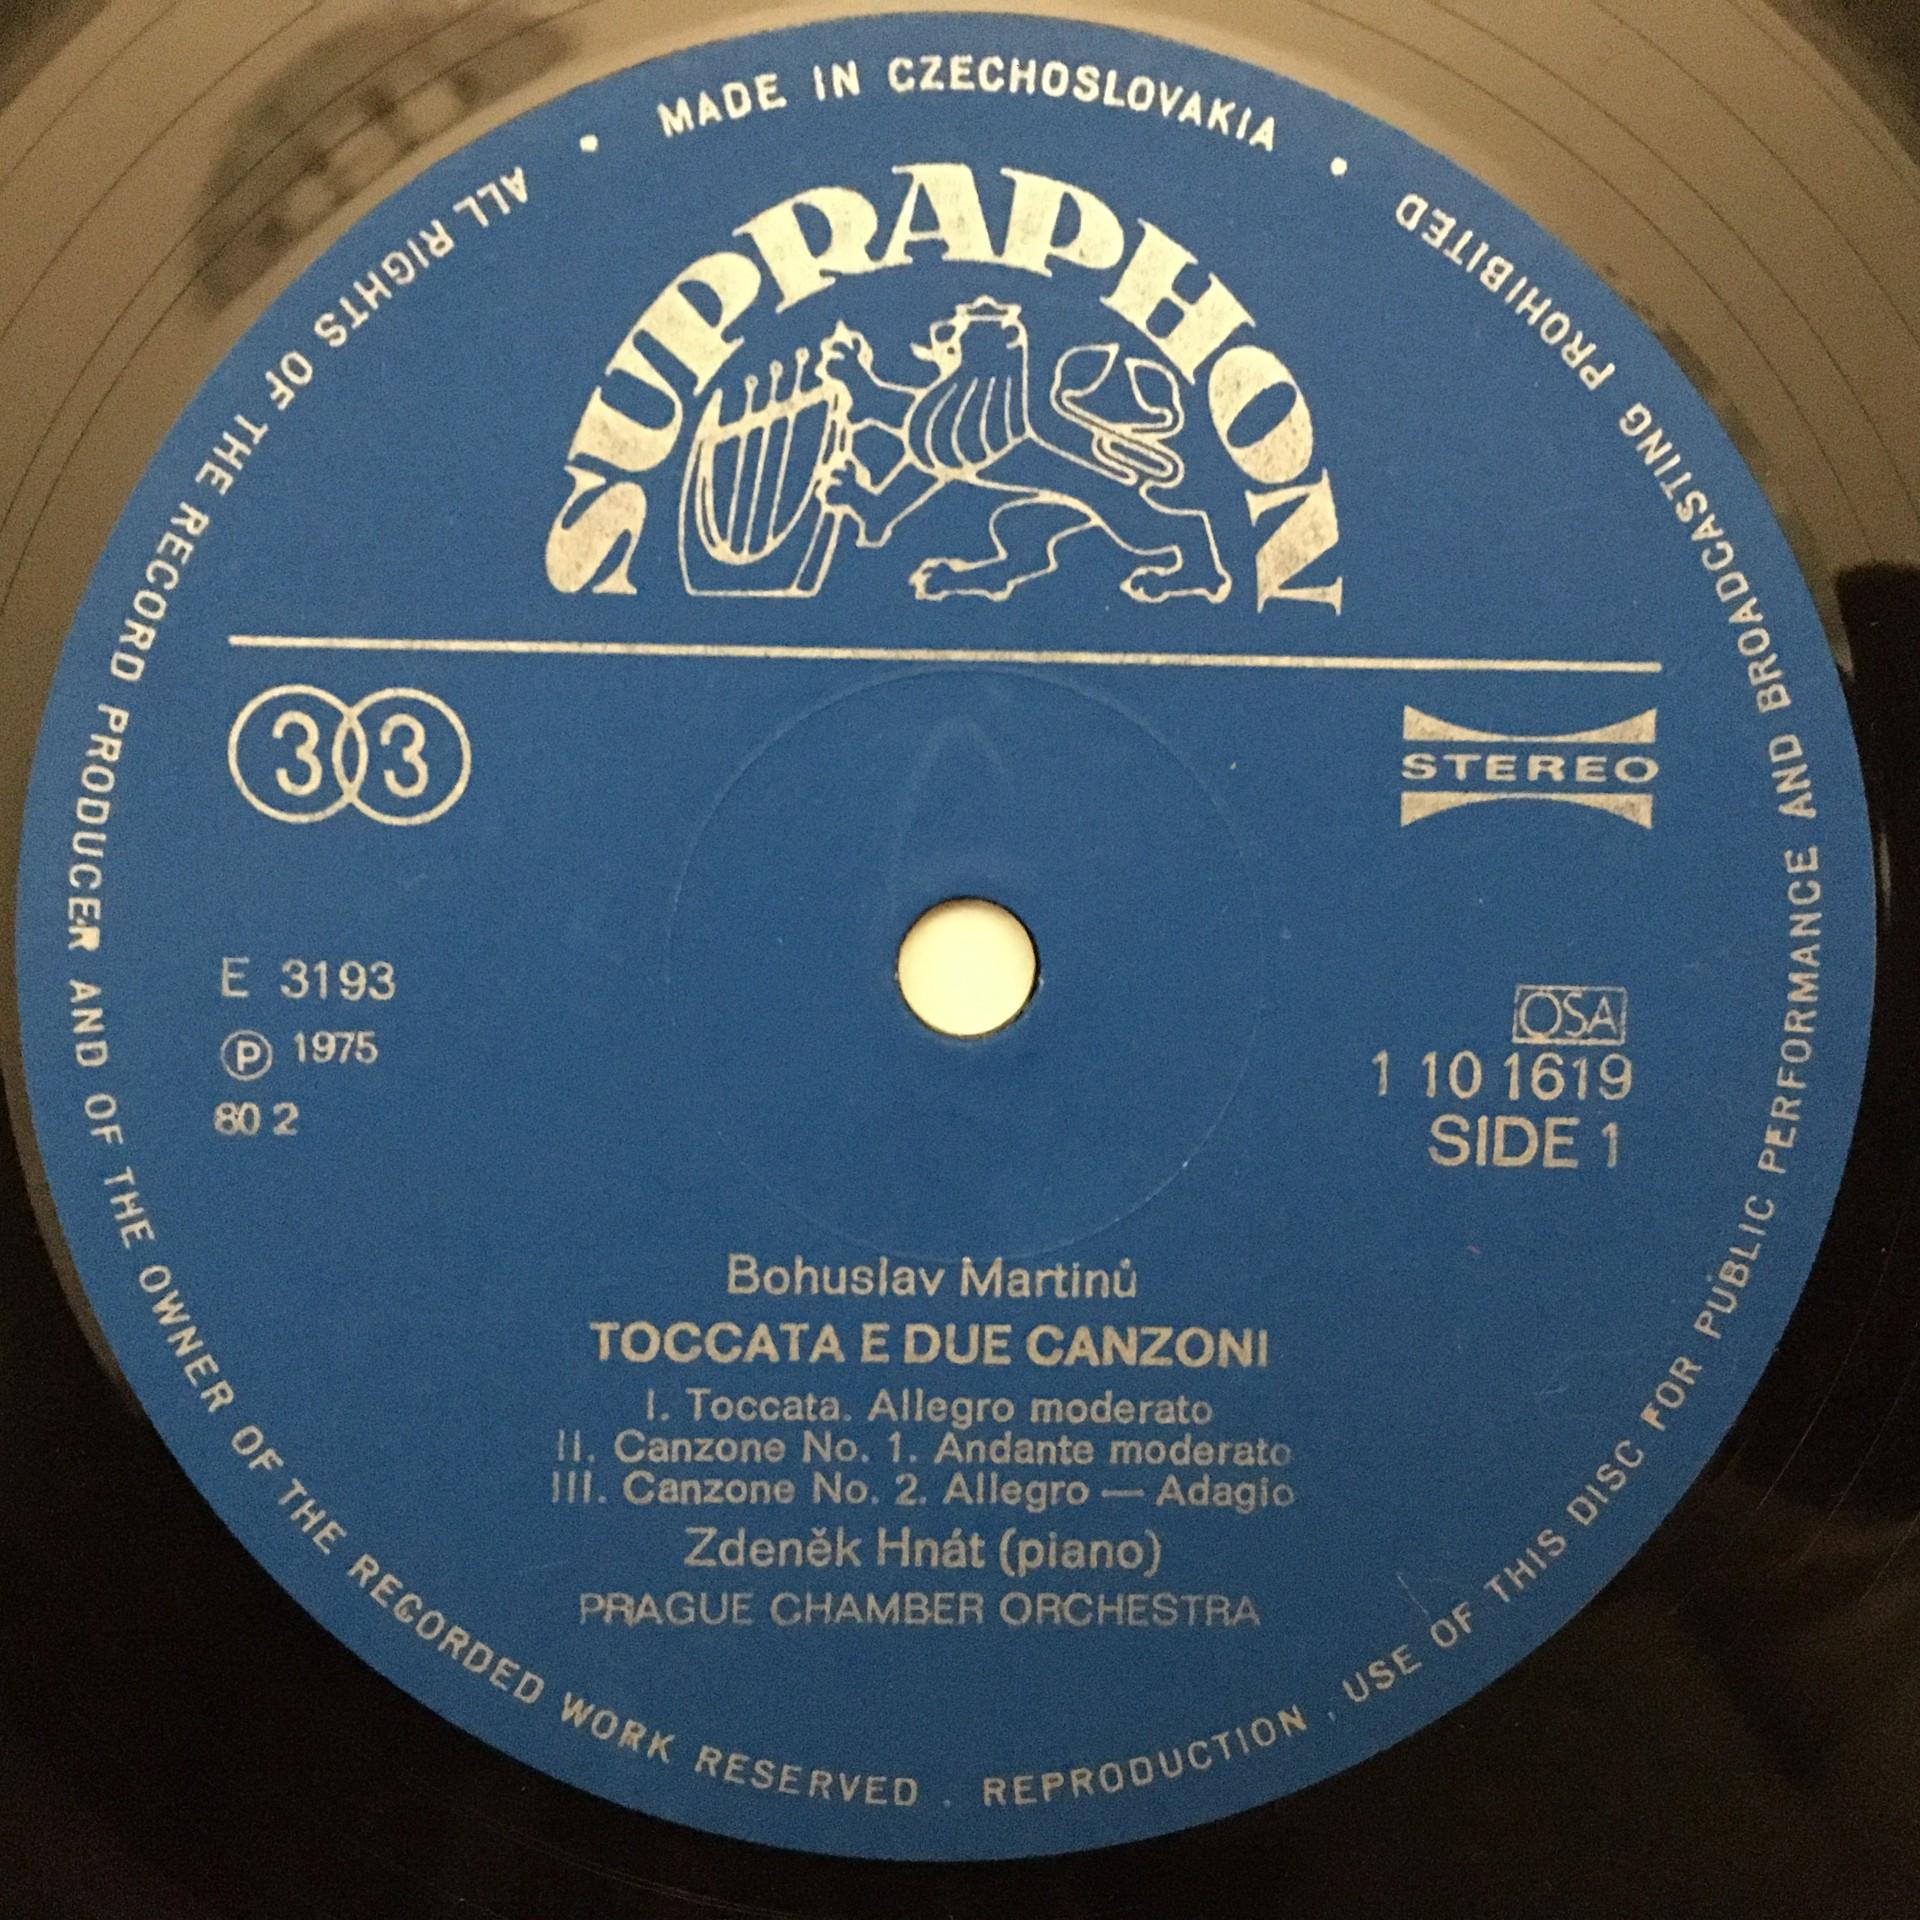 MADE IN CZECHOSLOVAKIA
ALL RIGHTS OF THE RECORD PRODUCER AND OF THE OWNER OF THE RECORDED WORK RESERVED . REPRODUCTION , USE OF THIS DISC FOR PUBLIC PERFORMANCE AND BROADCASTING PROHIBITED
SUPRAPHON
33
STEREO
E 3193
Ⓟ 1975
80 2
OSA
1 10 1619
SIDE 1
Bohuslav Martinů
TOCCATA E DUE CANZONI
I. Toccata. Allegro moderato
II. Canzone No. 1. Andante moderato
III. Canzone No. 2. Allegro — Adagio
Zdeněk Hnát (piano)
PRAGUE CHAMBER ORCHESTRA